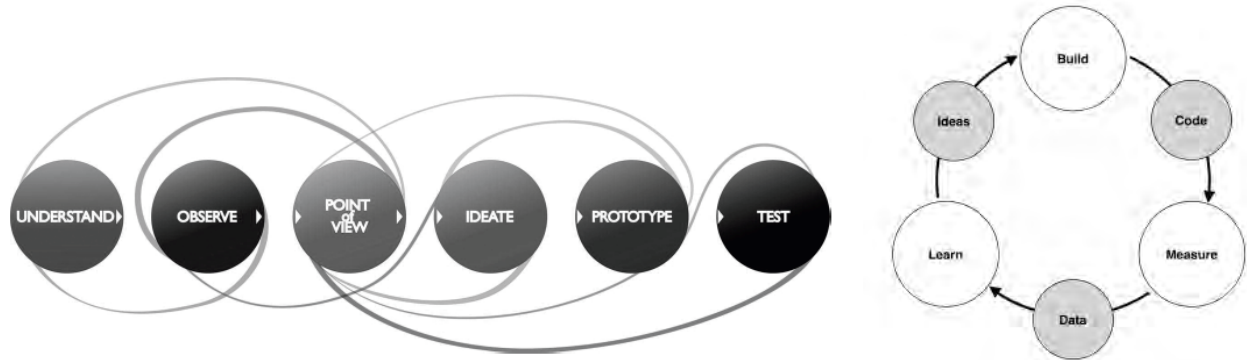 UNDERSTAND
OBSERVE
POINT
of
VIEW
IDEATE
PROTOTYPE
TEST
Build
Ideas
Code
Learn
Measure
Data